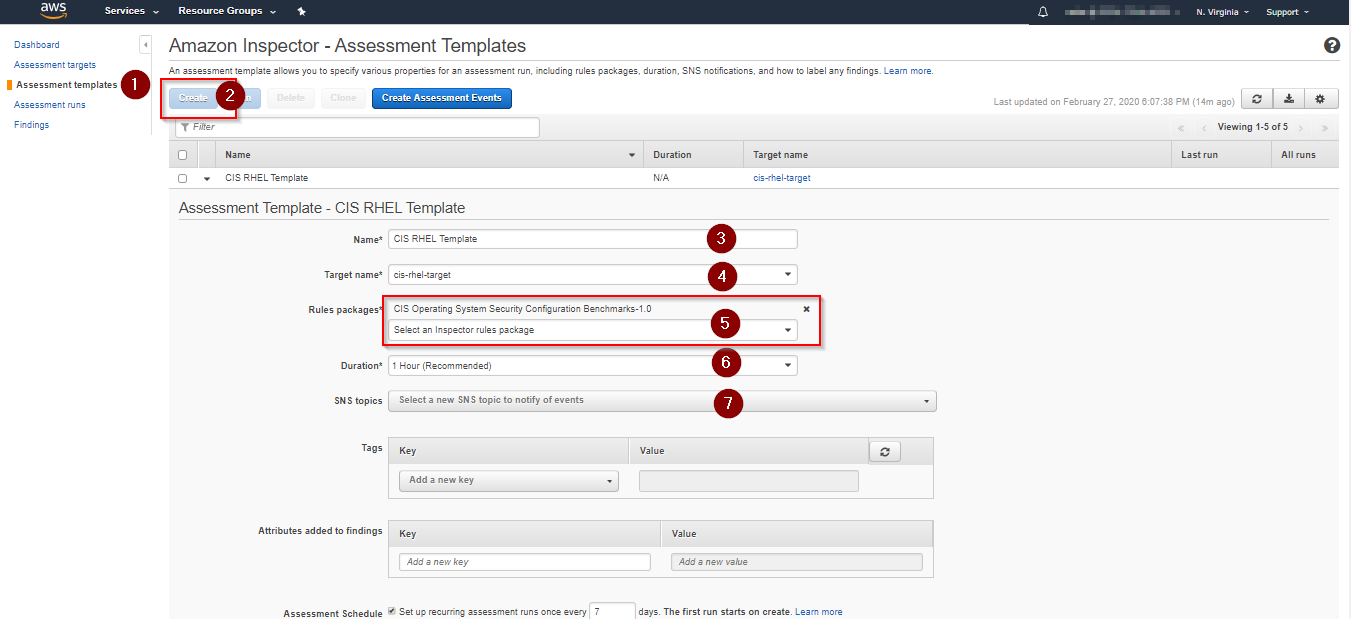 aws Services Resource Groups N. Virginia Support
Dashboard
Assessment targets
Assessment templates 1
Assessment runs
Findings
Amazon Inspector - Assessment Templates ?
An assessment template allows you to specify various properties for an assessment run, including rules packages, duration, SNS notifications, and how to label any findings. Learn more.
Create 2 Delete Clone Create Assessment Events
Last updated on February 27, 2020 6:07:38 PM (14m ago)
Filter
« ‹ Viewing 1-5 of 5 › »
Name Duration Target name Last run All runs
CIS RHEL Template N/A cis-rhel-target
Assessment Template - CIS RHEL Template
Name* CIS RHEL Template 3
Target name* cis-rhel-target 4
Rules packages* CIS Operating System Security Configuration Benchmarks-1.0
Select an Inspector rules package 5
Duration* 1 Hour (Recommended) 6
SNS topics Select a new SNS topic to notify of events 7
Tags Key Value
Add a new key
Attributes added to findings Key Value
Add a new key Add a new value
Assessment Schedule Set up recurring assessment runs once every 7 days. The first run starts on create. Learn more